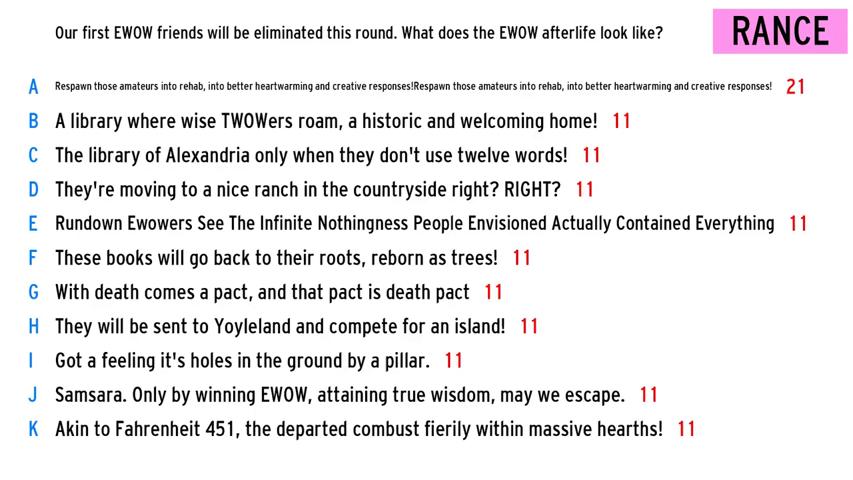 Our first EWOW friends will be eliminated this round. What does the EWOW afterlife look like?
RANCE
A Respawn those amateurs into rehab, into better heartwarming and creative responses!Respawn those amateurs into rehab, into better heartwarming and creative responses! 21
B A library where wise TWOWers roam, a historic and welcoming home! 11
C The library of Alexandria only when they don't use twelve words! 11
D They're moving to a nice ranch in the countryside right? RIGHT? 11
E Rundown Ewowers See The Infinite Nothingness People Envisioned Actually Contained Everything 11
F These books will go back to their roots, reborn as trees! 11
G With death comes a pact, and that pact is death pact 11
H They will be sent to Yoyleland and compete for an island! 11
I Got a feeling it's holes in the ground by a pillar. 11
J Samsara. Only by winning EWOW, attaining true wisdom, may we escape. 11
K Akin to Fahrenheit 451, the departed combust fierily within massive hearths! 11